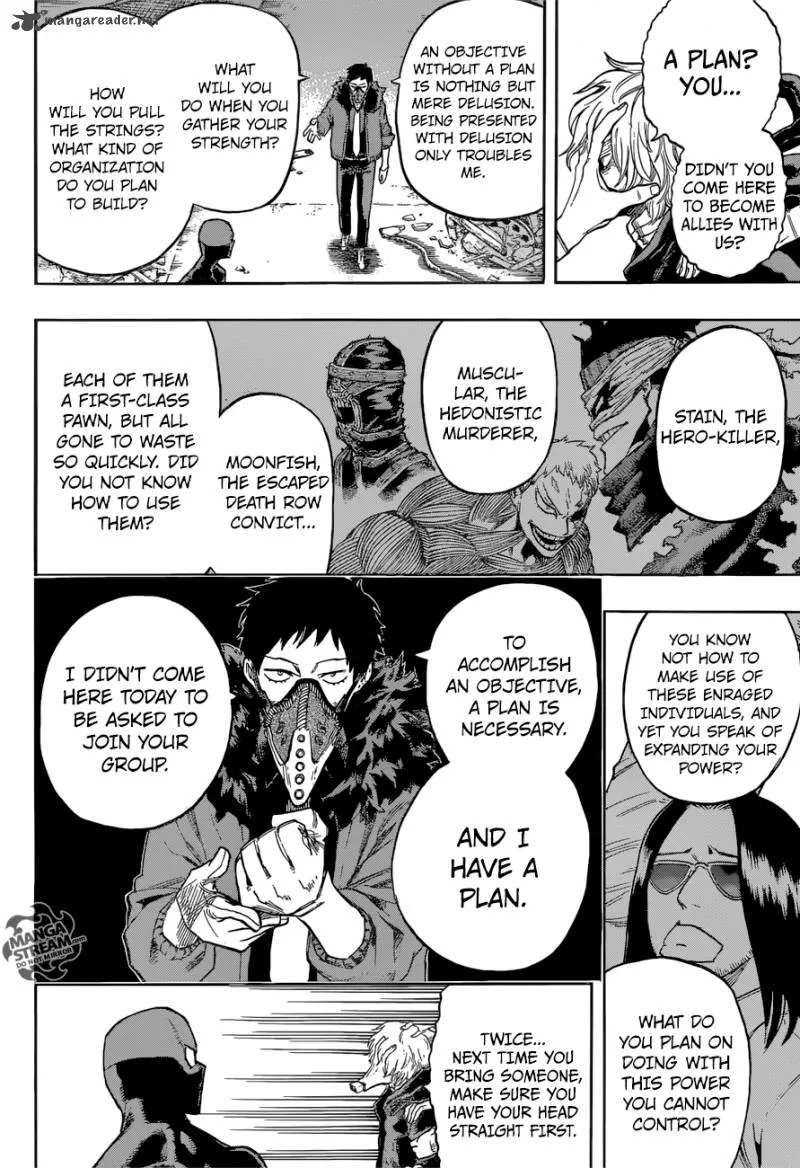 mangareader.net
A PLAN?
YOU...
DIDN'T YOU
COME HERE
TO BECOME
ALLIES WITH
US?
AN OBJECTIVE
WITHOUT A PLAN
IS NOTHING BUT
MERE DELUSION.
BEING PRESENTED
WITH DELUSION
ONLY TROUBLES
ME.
WHAT
WILL YOU
DO WHEN YOU
GATHER YOUR
STRENGTH?
HOW
WILL YOU PULL
THE STRINGS?
WHAT KIND OF
ORGANIZATION
DO YOU PLAN
TO BUILD?
STAIN, THE
HERO-KILLER,
MUSCU-
LAR, THE
HEDONISTIC
MURDERER,
MOONFISH,
THE ESCAPED
DEATH ROW
CONVICT...
EACH OF THEM
A FIRST-CLASS
PAWN, BUT ALL
GONE TO WASTE
SO QUICKLY. DID
YOU NOT KNOW
HOW TO USE
THEM?
YOU KNOW
NOT HOW TO
MAKE USE OF
THESE ENRAGED
INDIVIDUALS, AND
YET YOU SPEAK OF
EXPANDING YOUR
POWER?
WHAT DO
YOU PLAN ON
DOING WITH
THIS POWER
YOU CANNOT
CONTROL?
TO
ACCOMPLISH
AN OBJECTIVE,
A PLAN IS
NECESSARY.
AND I
HAVE A
PLAN.
I DIDN'T COME
HERE TODAY TO
BE ASKED TO
JOIN YOUR
GROUP.
MANGA
STREAM.com
DO NOT MIRROR
TWICE...
NEXT TIME YOU
BRING SOMEONE,
MAKE SURE YOU
HAVE YOUR HEAD
STRAIGHT FIRST.